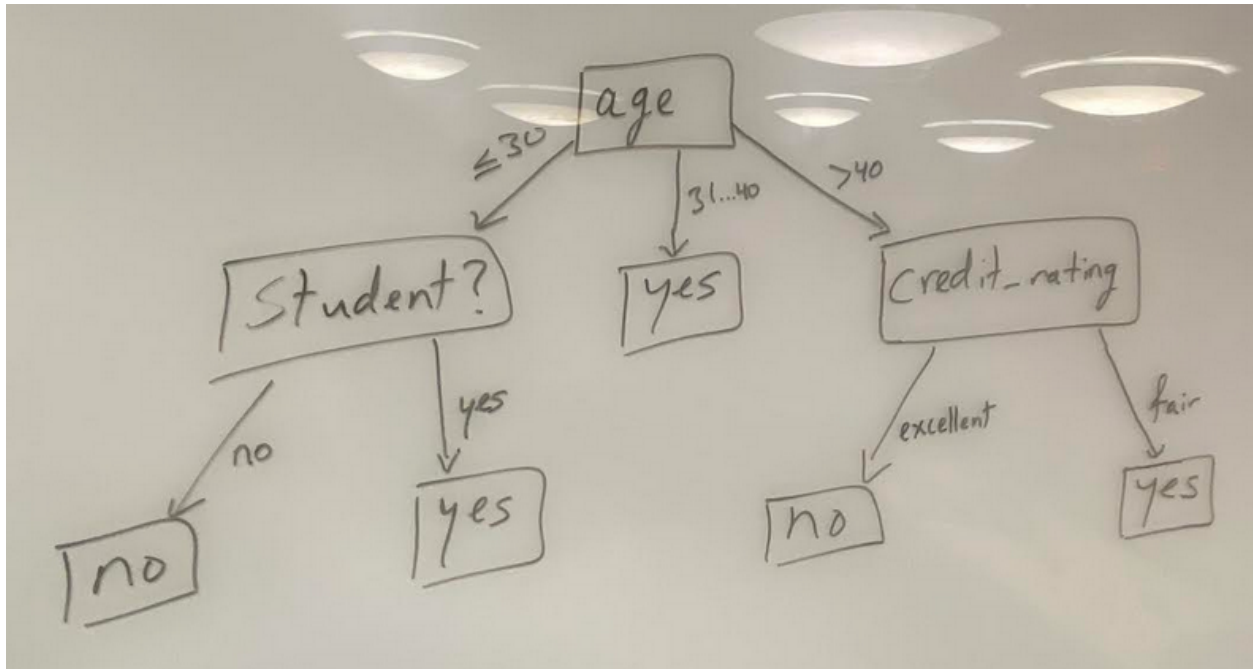 age
≤30
31...40
>40
Student?
yes
credit_rating
no
yes
excellent
fair
no
yes
no
yes